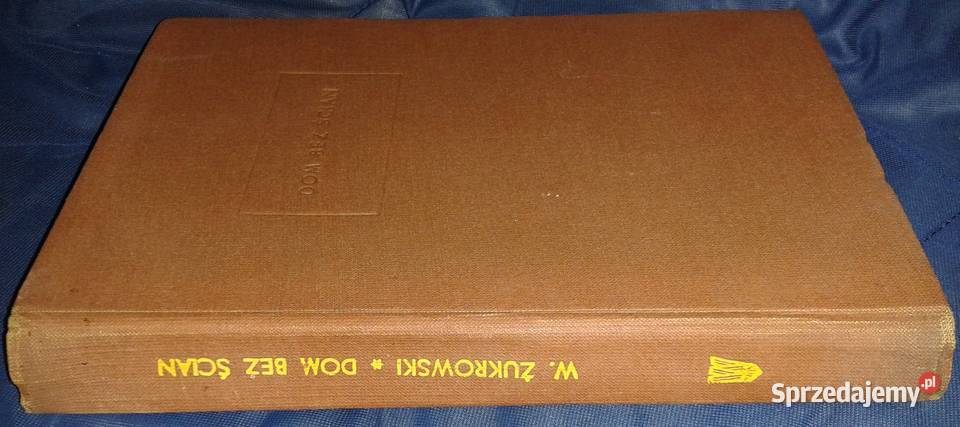 DOM BEZ ŚCIAN
W. ŻUKROWSKI * DOM BEZ ŚCIAN
Sprzedajemy.pl